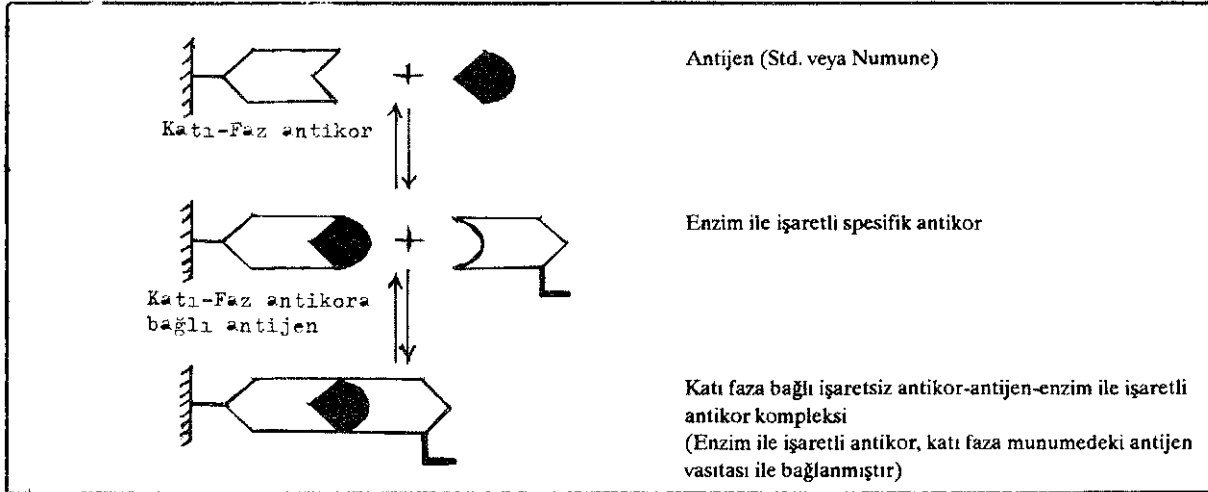 Antijen (Std. veya Numune)
+
Katı-Faz antikor
+
Enzim ile işaretli spesifik antikor
Katı-Faz antikora
bağlı antijen
Katı faza bağlı işaretsiz antikor-antijen-enzim ile işaretli
antikor kompleksi
(Enzim ile işaretli antikor, katı faza munumedeki antijen
vasıtası ile bağlanmıştır)